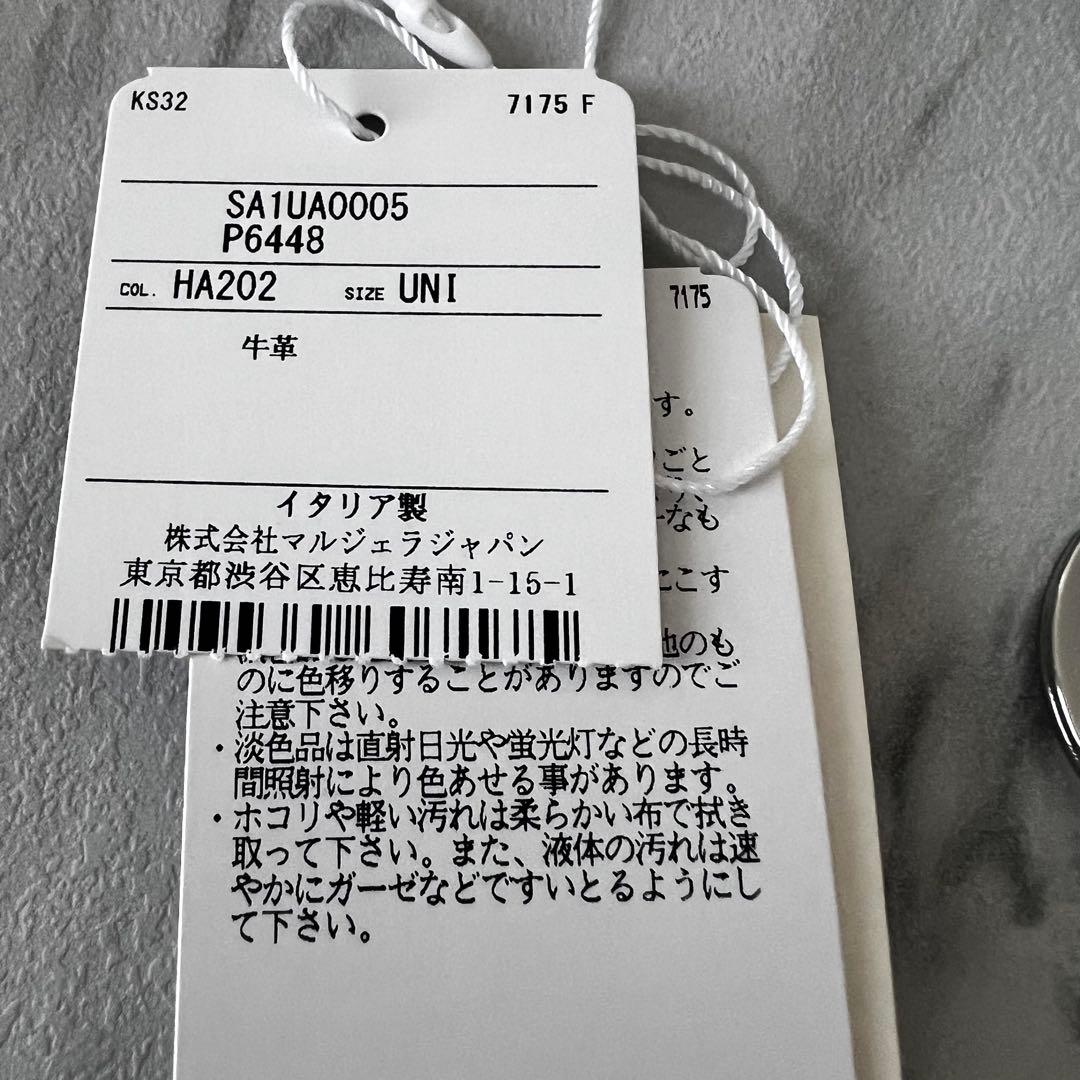 KS32 7175 F
SA1UA0005
P6448
COL. HA202 SIZE UNI
牛革
イタリア製
株式会社マルジェラジャパン
東京都渋谷区恵比寿南1-15-1
7175
す。
ごと
なも
こす
他のも
のに色移りすることがありますのでご
注意下さい。
・淡色品は直射日光や蛍光灯などの長時
間照射により色あせる事があります。
・ホコリや軽い汚れは柔らかい布で拭き
取って下さい。また、液体の汚れは速
やかにガーゼなどですいとるようにし
て下さい。